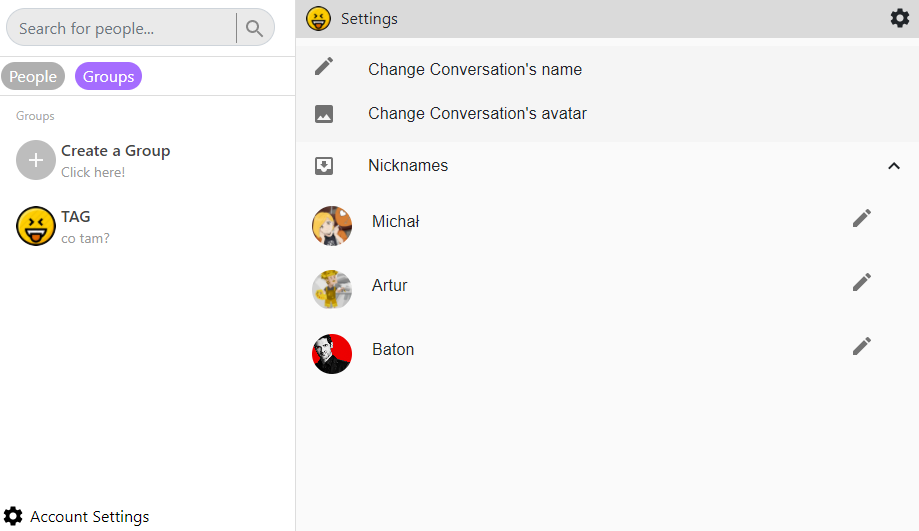 Search for people...
People
Groups
Groups
Create a Group
Click here!
TAG
co tam?
Account Settings
Settings
Change Conversation's name
Change Conversation's avatar
Nicknames
Michał
Artur
Baton